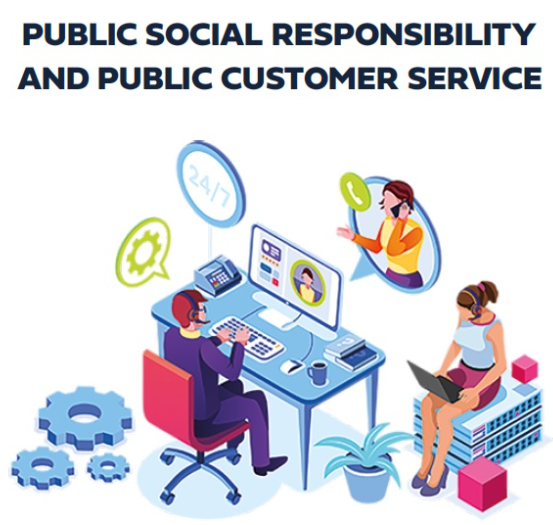 PUBLIC SOCIAL RESPONSIBILITY
AND PUBLIC CUSTOMER SERVICE
24/7